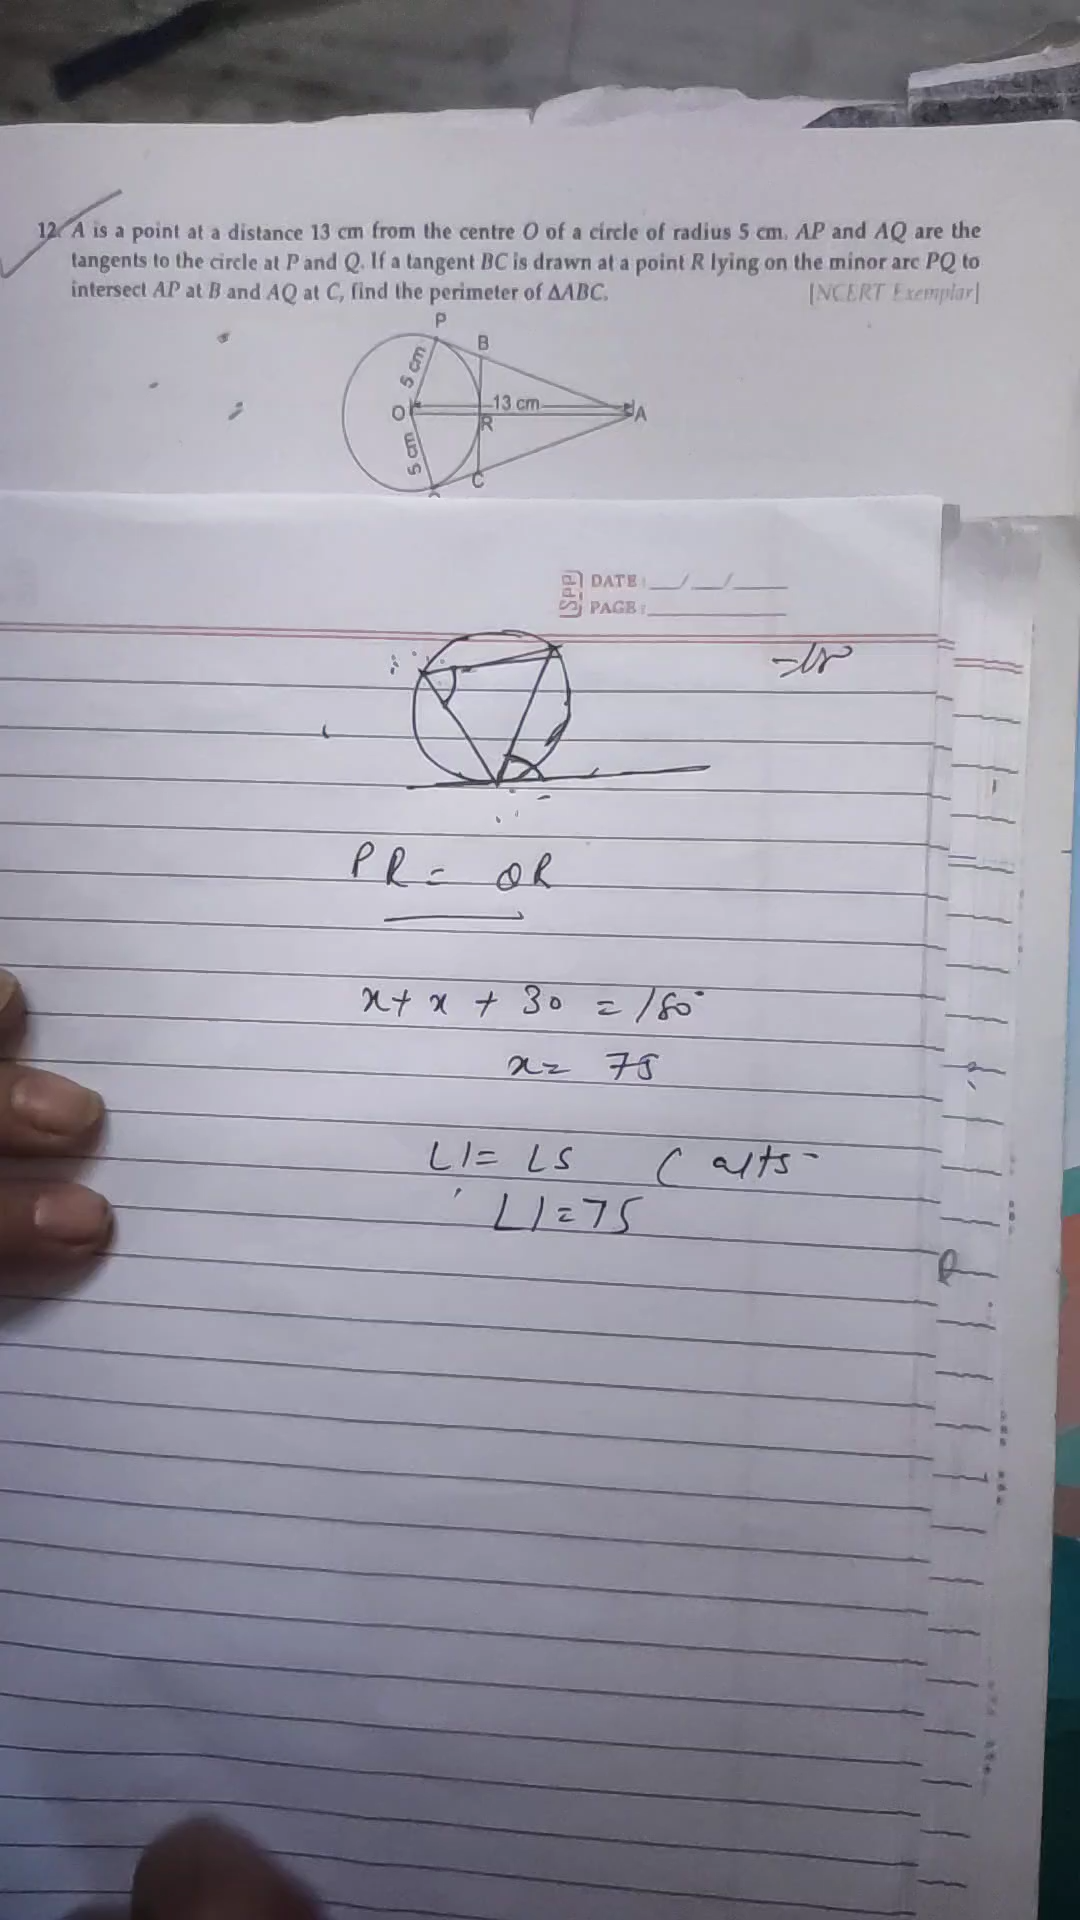 12. A is a point at a distance 13 cm from the centre O of a circle of radius 5 cm. AP and AQ are the
tangents to the circle at P and Q. If a tangent BC is drawn at a point R lying on the minor arc PQ to
intersect AP at B and AQ at C, find the perimeter of ΔABC.
[NCERT Exemplar]
P
B
5 cm
O
13 cm
A
R
5 cm
C
SPP
DATE : __/__/____
PAGE :
PR = QR
x + x + 30 = 180°
x = 75
∠1 = ∠5 ( alts -
∠1 = 75